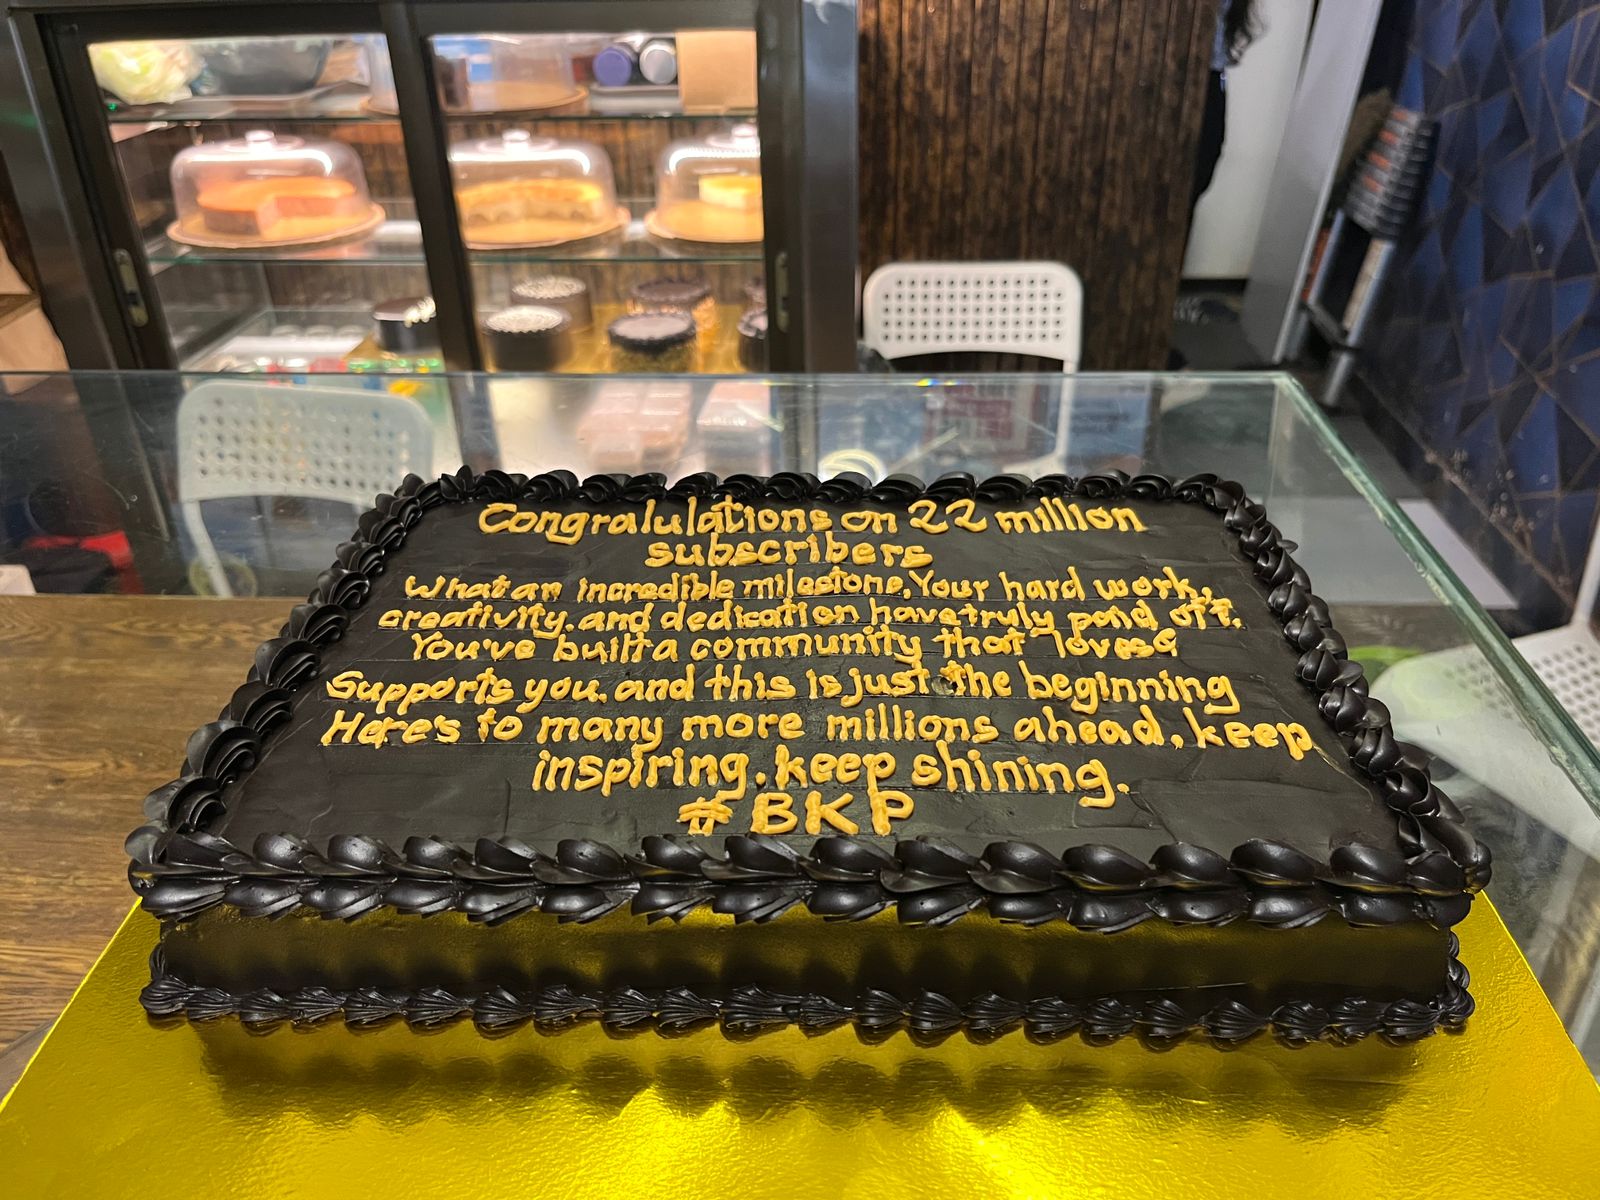 Congralulations on 22 million
subscribers
What an incredible milestone, Your hard work,
creativity, and dedication have truly paid off.
You've built a community that loves &
Supports you, and this is just the beginning
Here's to many more millions ahead, keep
inspiring, keep shining.
#BKP